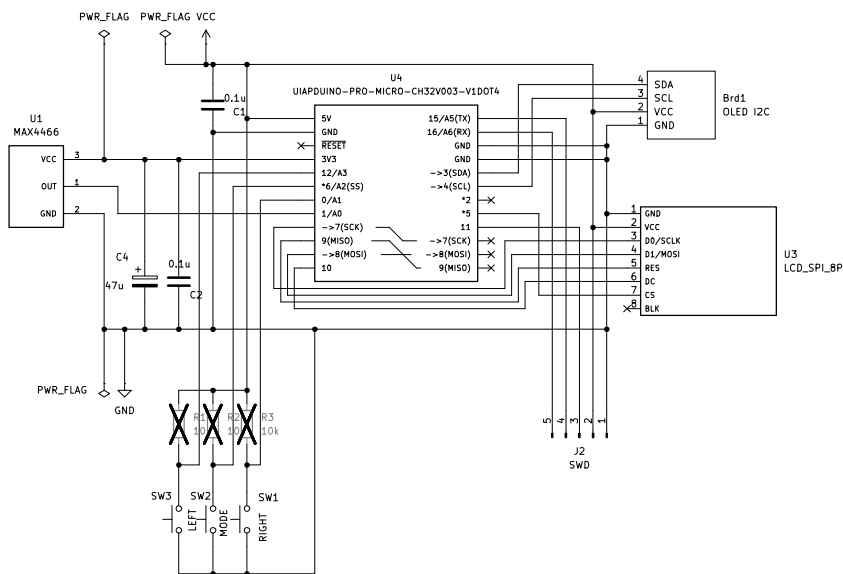 PWR_FLAG
PWR_FLAG VCC
0.1u
C1
U4
UIAPDUINO-PRO-MICRO-CH32V003-V1DOT4
5V
GND
RESET
3V3
12/A3
*6/A2(SS)
0/A1
1/A0
->7(SCK)
9(MISO)
->8(MOSI)
10
15/A5(TX)
16/A6(RX)
GND
GND
->3(SDA)
->4(SCL)
*2
*5
11
->7(SCK)
->8(MOSI)
9(MISO)
4 SDA
3 SCL
2 VCC
1 GND
Brd1
OLED I2C
U1
MAX4466
VCC 3
OUT 1
GND 2
C4
+
47u
0.1u
C2
1 GND
2 VCC
3 D0/SCLK
4 D1/MOSI
5 RES
6 DC
7 CS
8 BLK
U3
LCD_SPI_8P
PWR_FLAG
GND
R1
10
R2
10
R3
10k
SW3
LEFT
SW2
MODE
SW1
RIGHT
5
4
3
2
1
J2
SWD